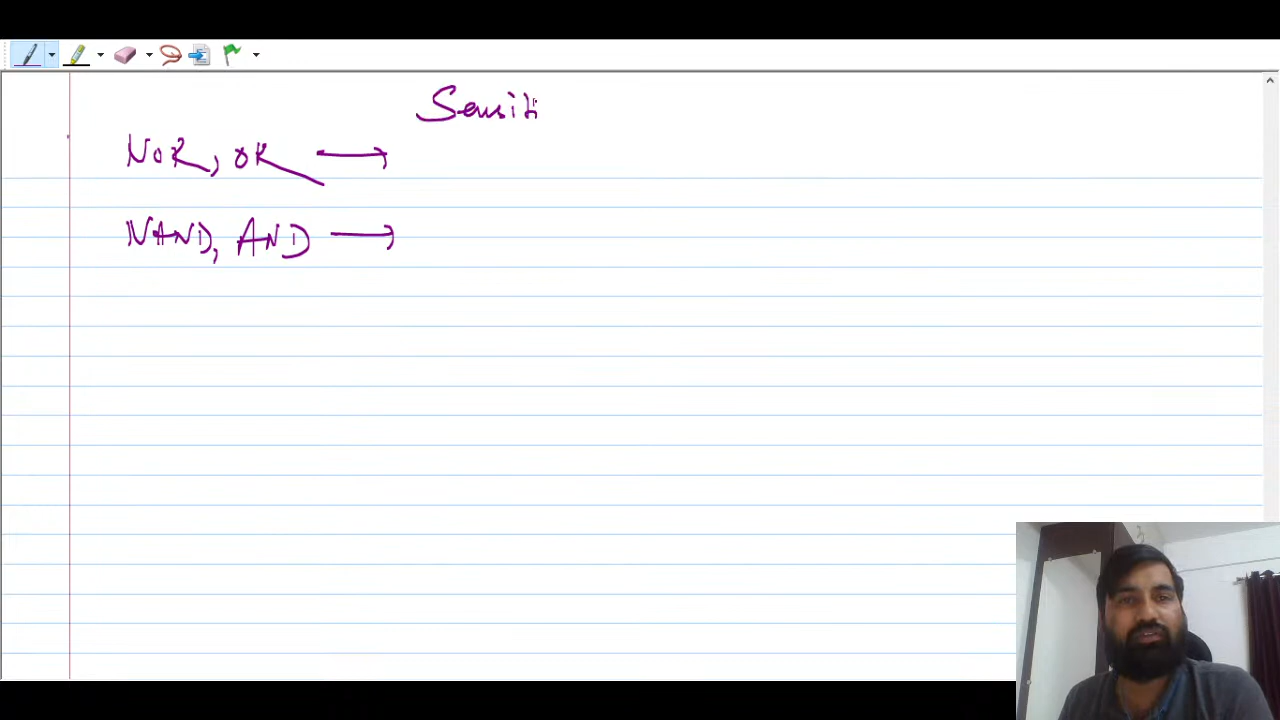 Sensiti
NOR, OR →
NAND, AND →